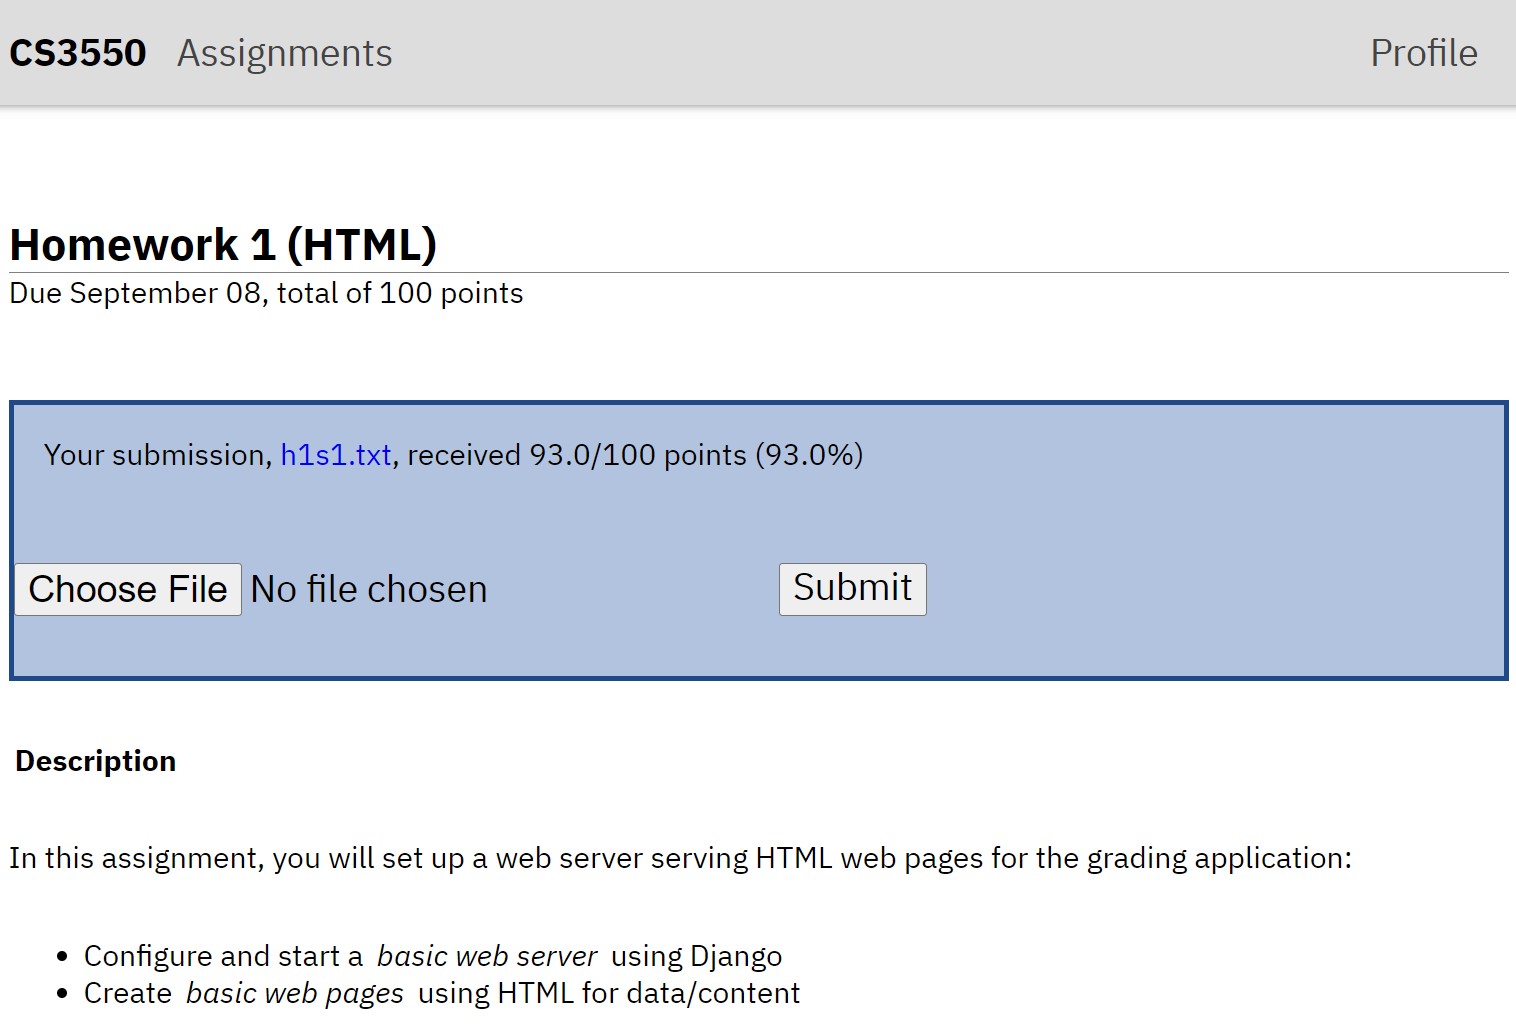 CS3550 Assignments Profile
Homework 1 (HTML)
Due September 08, total of 100 points
Your submission, h1s1.txt, received 93.0/100 points (93.0%)
Choose File No file chosen Submit
Description
In this assignment, you will set up a web server serving HTML web pages for the grading application:
• Configure and start a basic web server using Django
• Create basic web pages using HTML for data/content